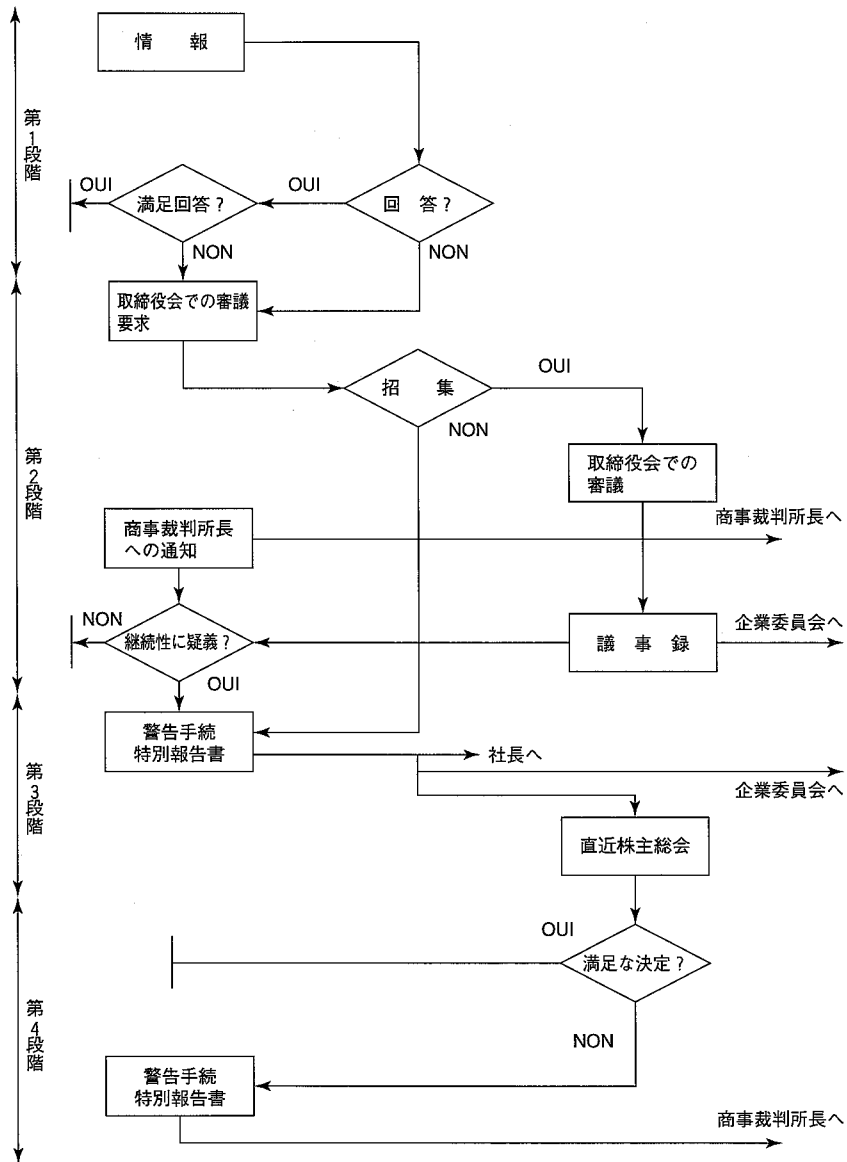 情報
第1段階
OUI
満足回答？
OUI
回答？
NON
NON
取締役会での審議
要求
招集
OUI
NON
第2段階
取締役会での
審議
商事裁判所長
への通知
商事裁判所長へ
NON
継続性に疑義？
議事録
企業委員会へ
OUI
警告手続
特別報告書
社長へ
企業委員会へ
第3段階
直近株主総会
OUI
満足な決定？
第4段階
NON
警告手続
特別報告書
商事裁判所長へ